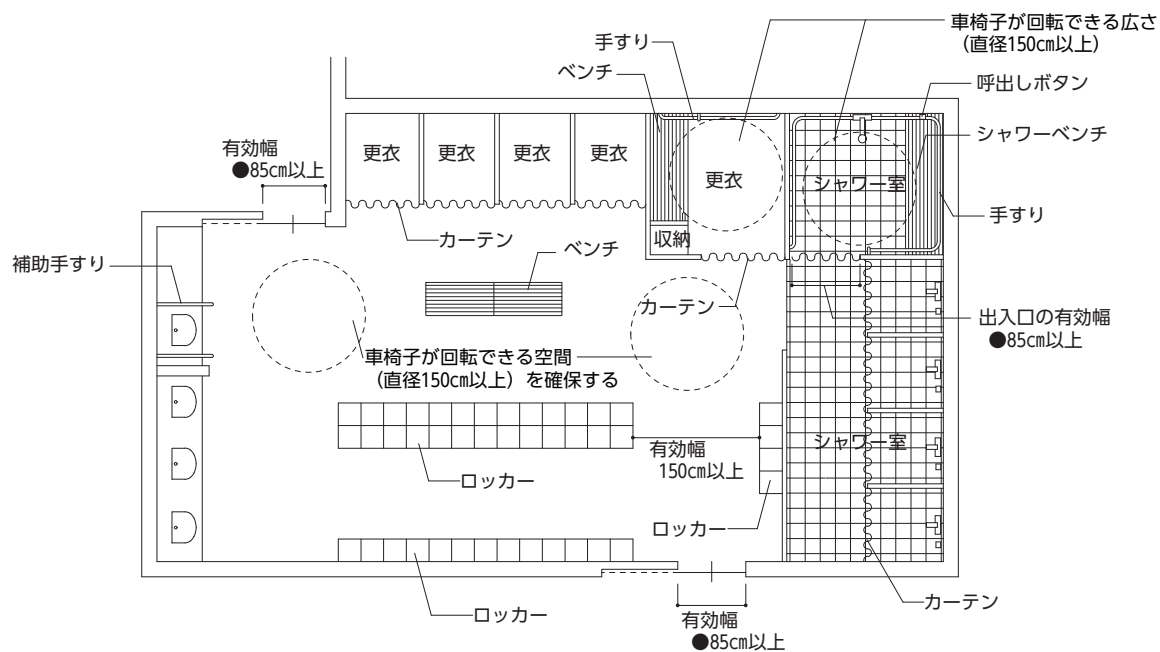 車椅子が回転できる広さ
（直径150㎝以上）
手すり
ベンチ
呼出しボタン
シャワーベンチ
手すり
有効幅
●85㎝以上
更衣
更衣
更衣
更衣
更衣
シャワー室
収納
カーテン
ベンチ
カーテン
補助手すり
出入口の有効幅
●85㎝以上
車椅子が回転できる空間
（直径150㎝以上）を確保する
有効幅
150㎝以上
シャワー室
ロッカー
ロッカー
ロッカー
カーテン
有効幅
●85㎝以上